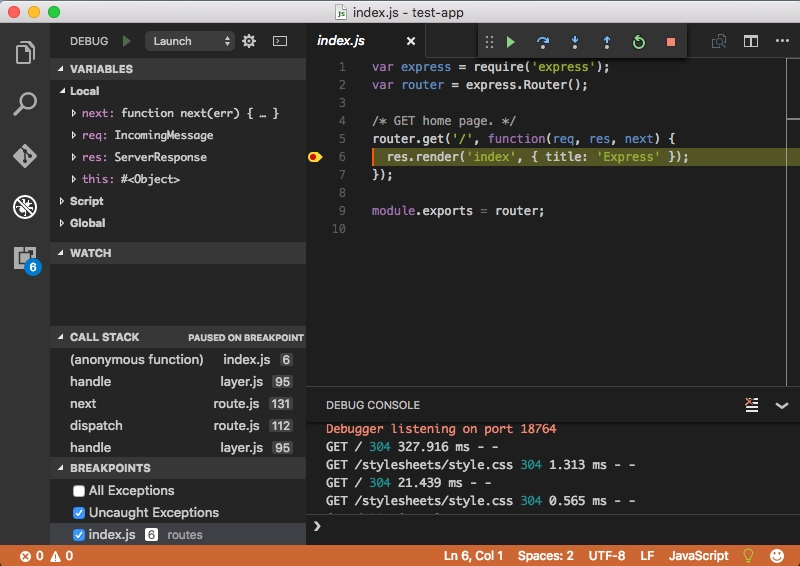 index.js - test-app
DEBUG
Launch
VARIABLES
Local
next: function next(err) { … }
req: IncomingMessage
res: ServerResponse
this: #<Object>
Script
Global
WATCH
CALL STACK PAUSED ON BREAKPOINT
(anonymous function) index.js 6
handle layer.js 95
next route.js 131
dispatch route.js 112
handle layer.js 95
BREAKPOINTS
All Exceptions
Uncaught Exceptions
index.js 6 routes
6
index.js
1 var express = require('express');
2 var router = express.Router();
3
4 /* GET home page. */
5 router.get('/', function(req, res, next) {
6 res.render('index', { title: 'Express' });
7 });
8
9 module.exports = router;
10
DEBUG CONSOLE
Debugger listening on port 18764
GET / 304 327.916 ms - -
GET /stylesheets/style.css 304 1.313 ms - -
GET / 304 21.439 ms - -
GET /stylesheets/style.css 304 0.565 ms - -
0 0 Ln 6, Col 1 Spaces: 2 UTF-8 LF JavaScript